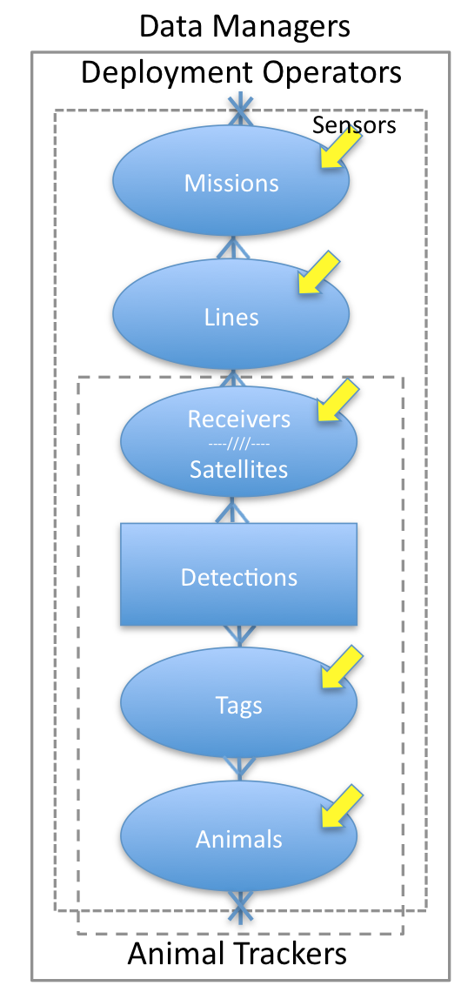 Data Managers
Deployment Operators
Sensors
Missions
Lines
Receivers
----////----
Satellites
Detections
Tags
Animals
Animal Trackers